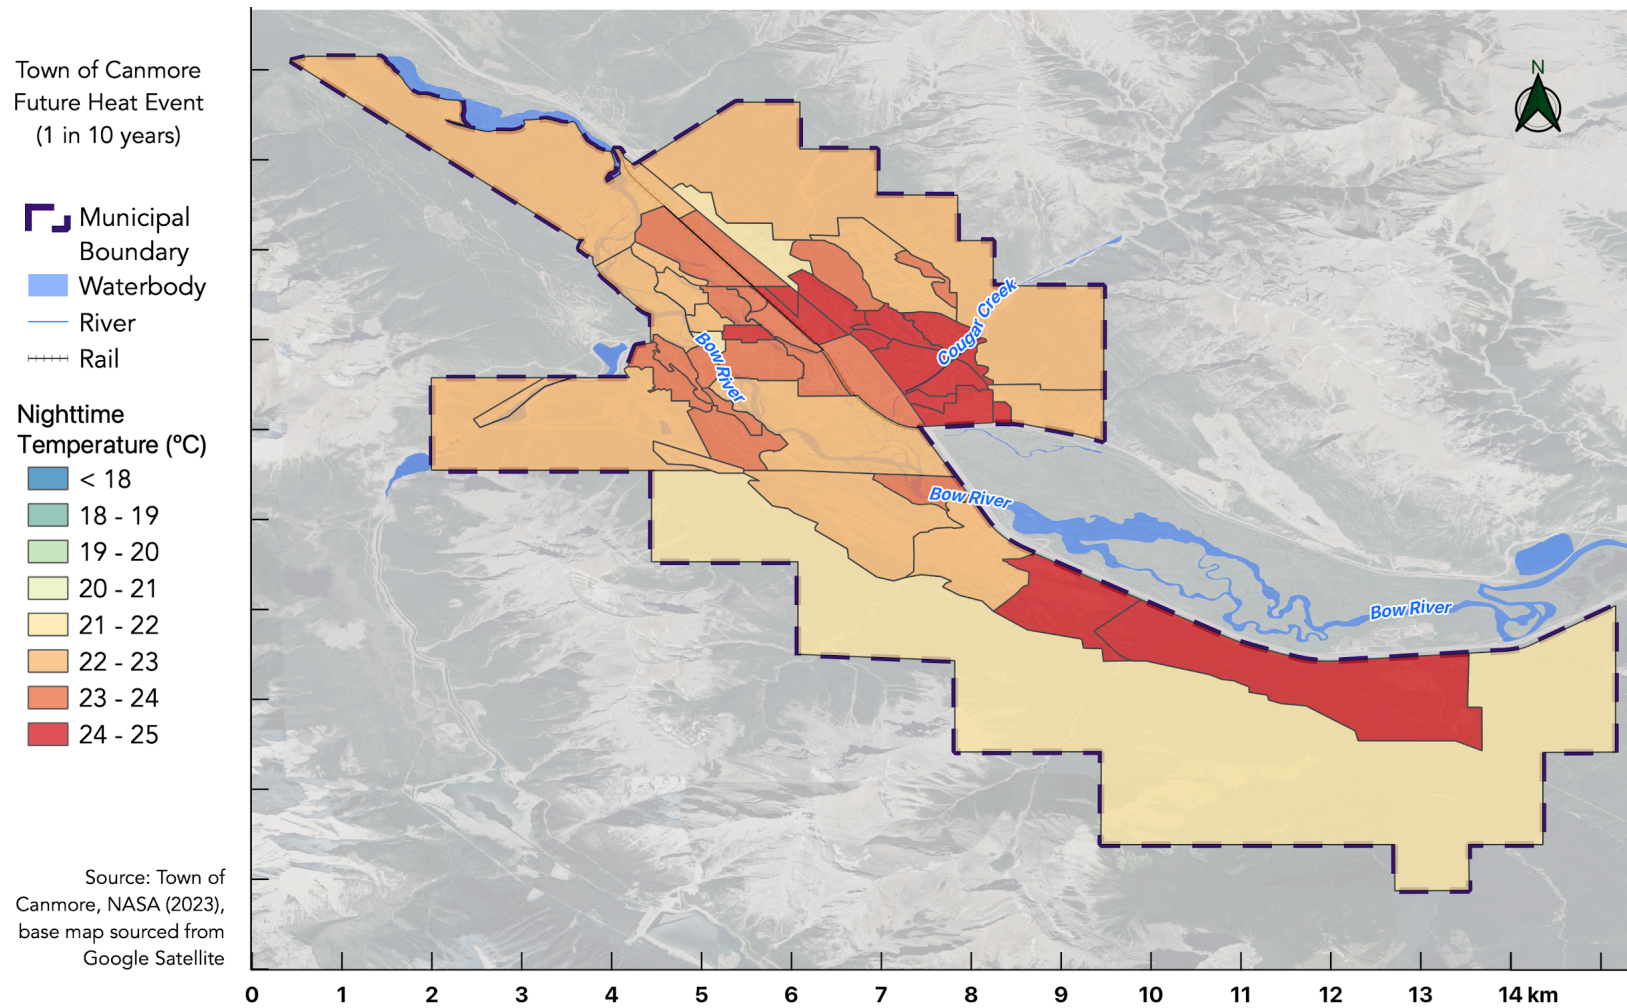 Town of Canmore
Future Heat Event
(1 in 10 years)
Municipal
Boundary
Waterbody
River
Rail
Nighttime
Temperature (ºC)
< 18
18 - 19
19 - 20
20 - 21
21 - 22
22 - 23
23 - 24
24 - 25
Source: Town of
Canmore, NASA (2023),
base map sourced from
Google Satellite
N
Cougar Creek
Bow River
Bow River
Bow River
0 1 2 3 4 5 6 7 8 9 10 11 12 13 14 km